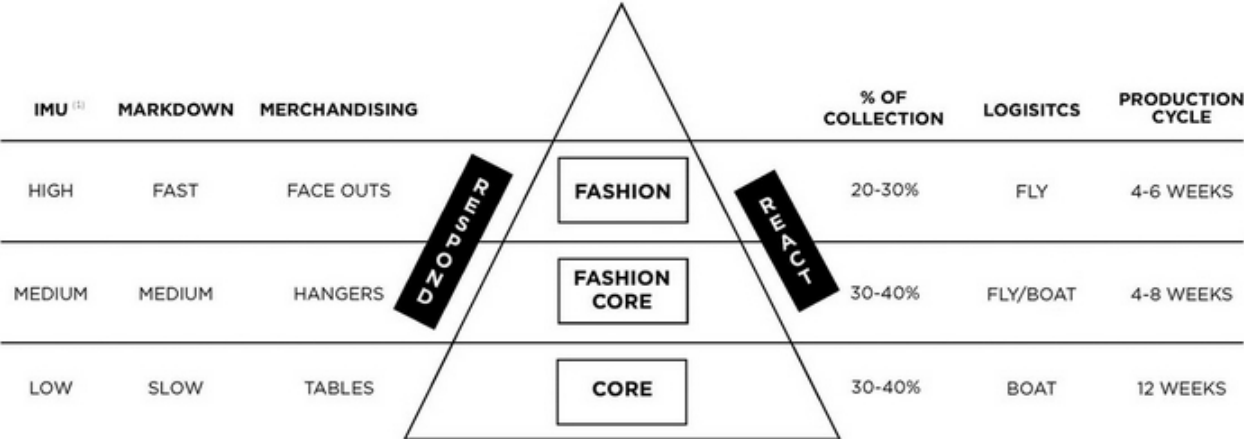 IMU (1) MARKDOWN MERCHANDISING % OF COLLECTION LOGISITCS PRODUCTION CYCLE
HIGH FAST FACE OUTS RESPOND FASHION REACT 20-30% FLY 4-6 WEEKS
MEDIUM MEDIUM HANGERS FASHION CORE 30-40% FLY/BOAT 4-8 WEEKS
LOW SLOW TABLES CORE 30-40% BOAT 12 WEEKS